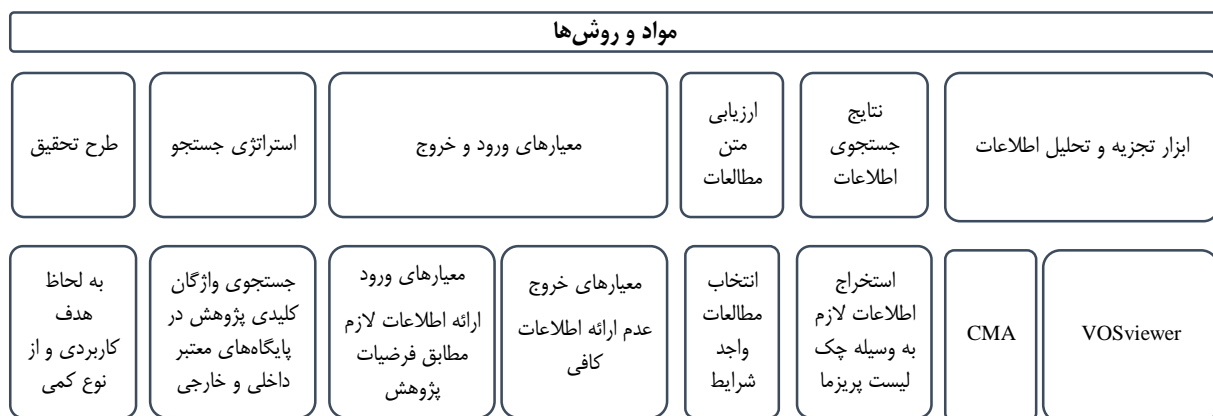 مواد و روش‌ها
ابزار تجزیه و تحلیل اطلاعات
نتایج
جستجوی
اطلاعات
ارزیابی
متن
مطالعات
معیارهای ورود و خروج
استراتژی جستجو
طرح تحقیق
VOSviewer
CMA
استخراج
اطلاعات لازم
به وسیله چک
لیست پریزما
انتخاب
مطالعات
واجد
شرایط
معیارهای خروج
عدم ارائه اطلاعات
کافی
معیارهای ورود
ارائه اطلاعات لازم
مطابق فرضیات
پژوهش
جستجوی واژگان
کلیدی پژوهش در
پایگاه‌های معتبر
داخلی و خارجی
به لحاظ
هدف
کاربردی و از
نوع کمی